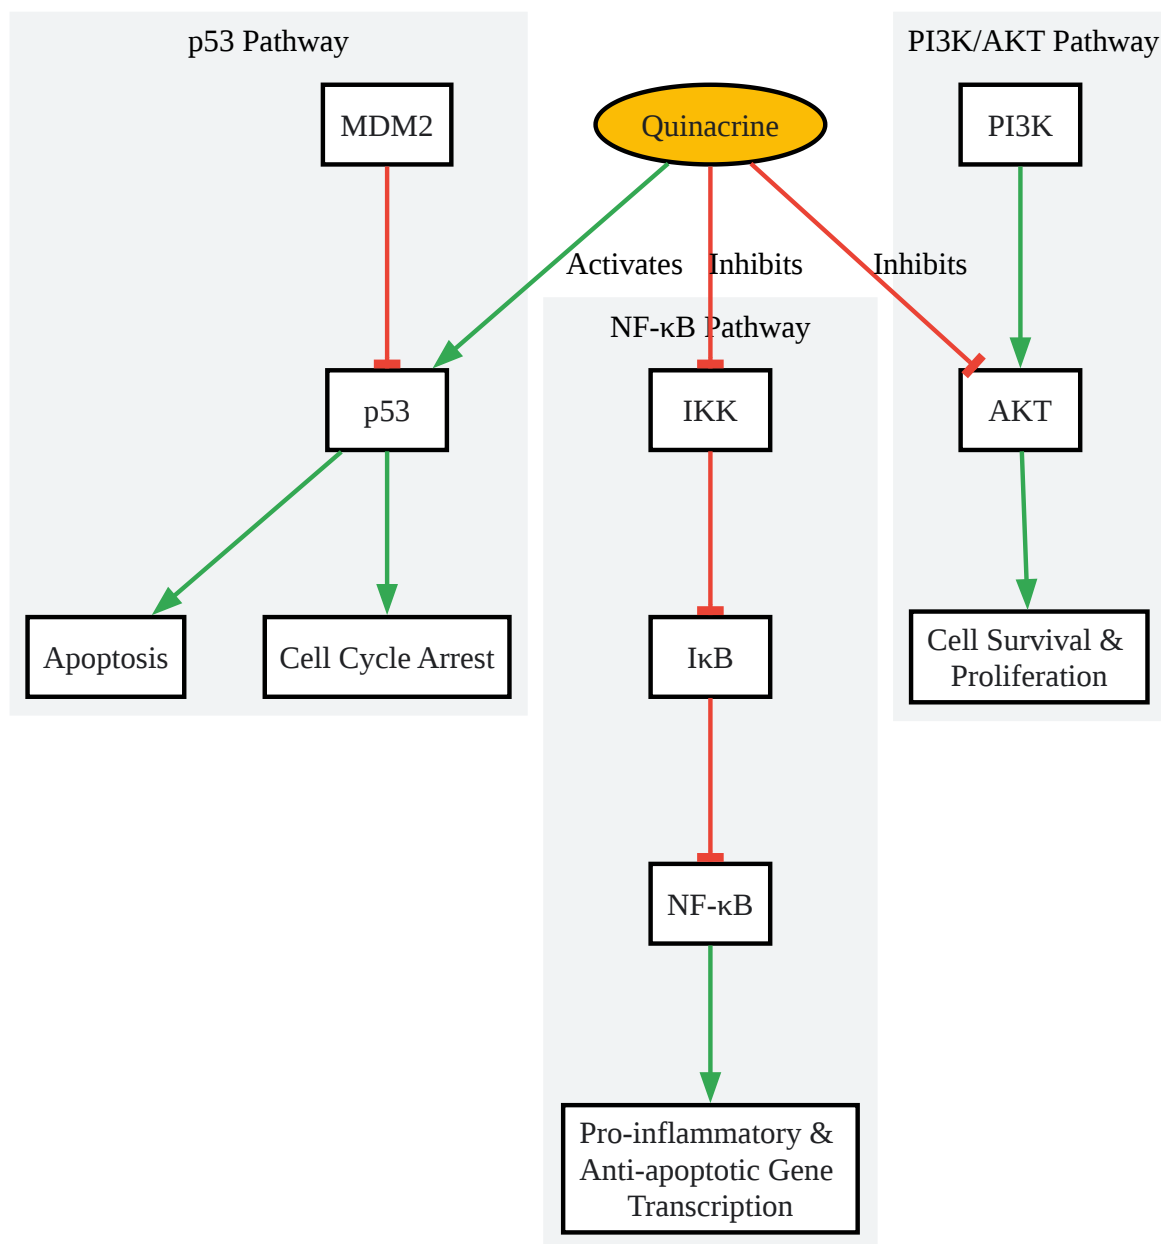 p53 Pathway
PI3K/AKT Pathway
MDM2
Quinacrine
PI3K
Activates
Inhibits
Inhibits
NF-κB Pathway
p53
IKK
AKT
Apoptosis
Cell Cycle Arrest
IκB
Cell Survival &
Proliferation
NF-κB
Pro-inflammatory &
Anti-apoptotic Gene
Transcription